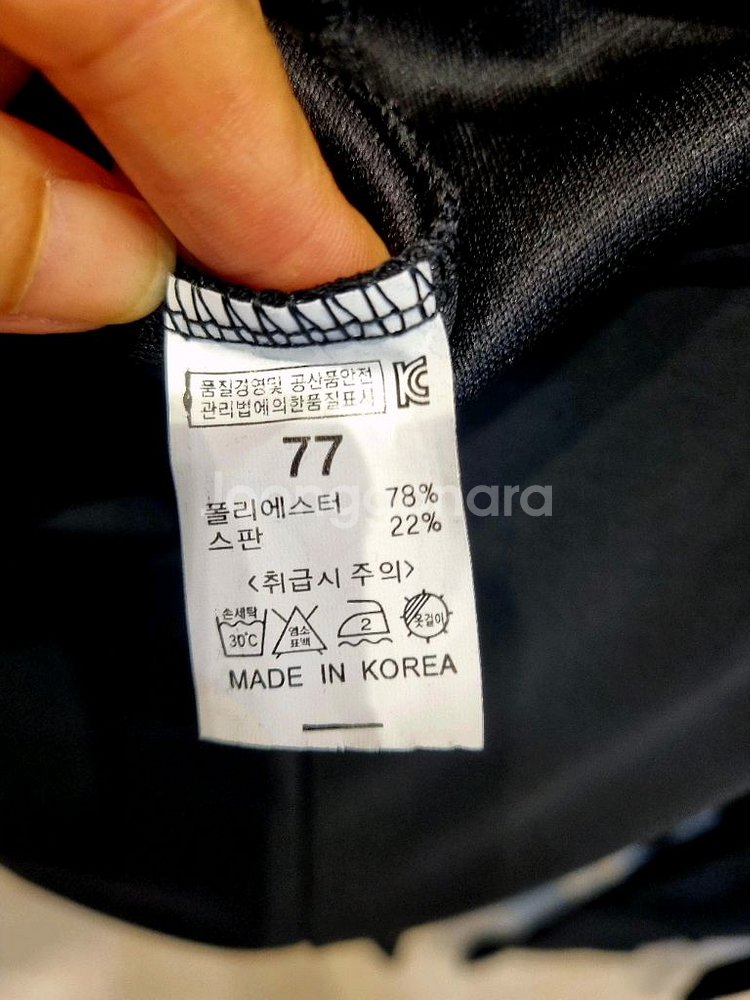 품질경영및 공산품안전
관리법에의한품질표시
KC
77
폴리에스터 78%
스판 22%
<취급시 주의>
손세탁
30℃
염소
표백
2
옷걸이
MADE IN KOREA